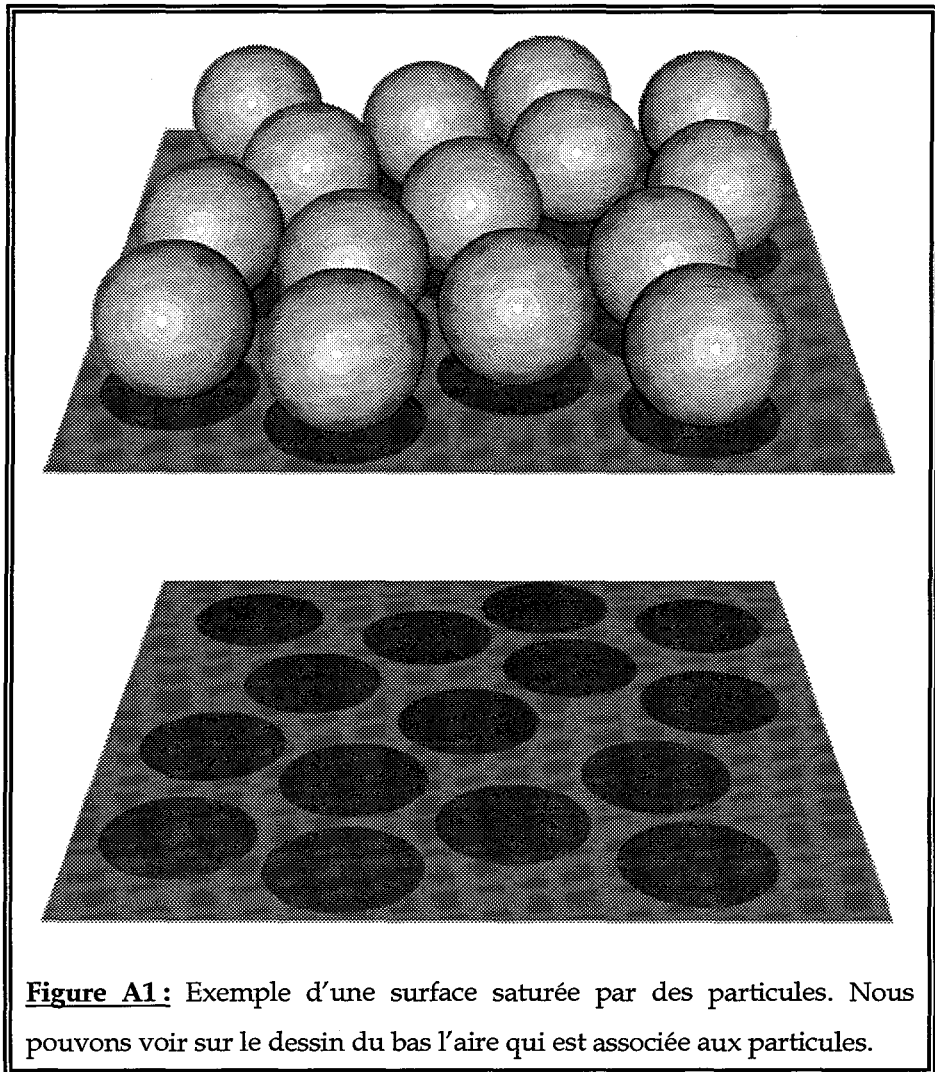 Figure A1: Exemple d'une surface saturée par des particules. Nous
pouvons voir sur le dessin du bas l'aire qui est associée aux particules.